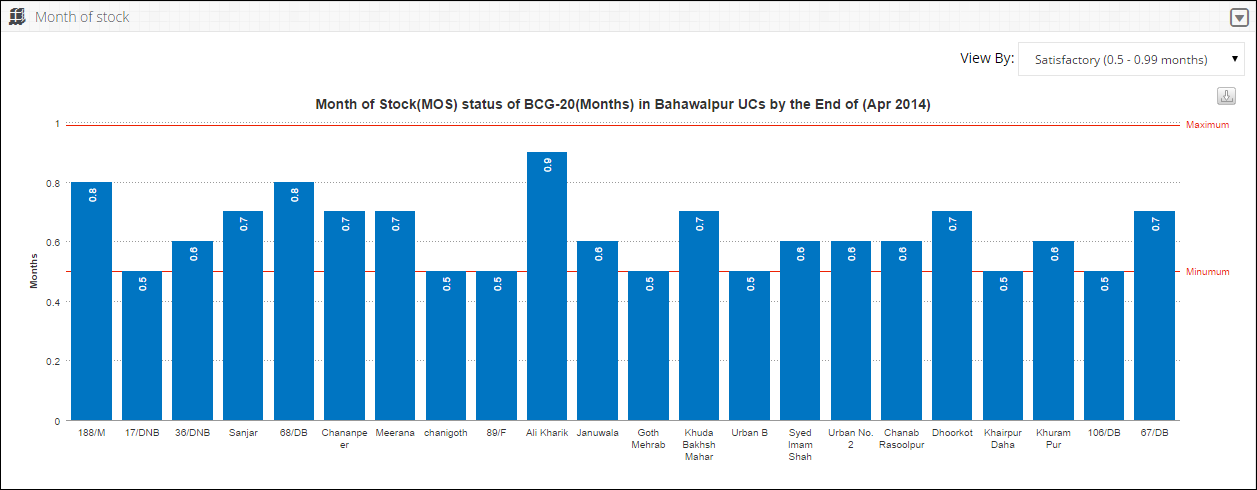 Month of stock
View By:
Satisfactory (0.5 - 0.99 months)
Month of Stock(MOS) status of BCG-20(Months) in Bahawalpur UCs by the End of (Apr 2014)
Months
1
0.8
0.6
0.4
0.2
0
Maximum
Minumum
0.8
0.5
0.6
0.7
0.8
0.7
0.7
0.5
0.5
0.9
0.6
0.5
0.7
0.5
0.6
0.6
0.6
0.7
0.5
0.6
0.5
0.7
188/M
17/DNB
36/DNB
Sanjar
68/DB
Chananpe
er
Meerana
chanigoth
89/F
Ali Kharik
Januwala
Goth
Mehrab
Khuda
Bakhsh
Mahar
Urban B
Syed
Imam
Shah
Urban No.
2
Chanab
Rasoolpur
Dhoorkot
Khairpur
Daha
Khuram
Pur
106/DB
67/DB